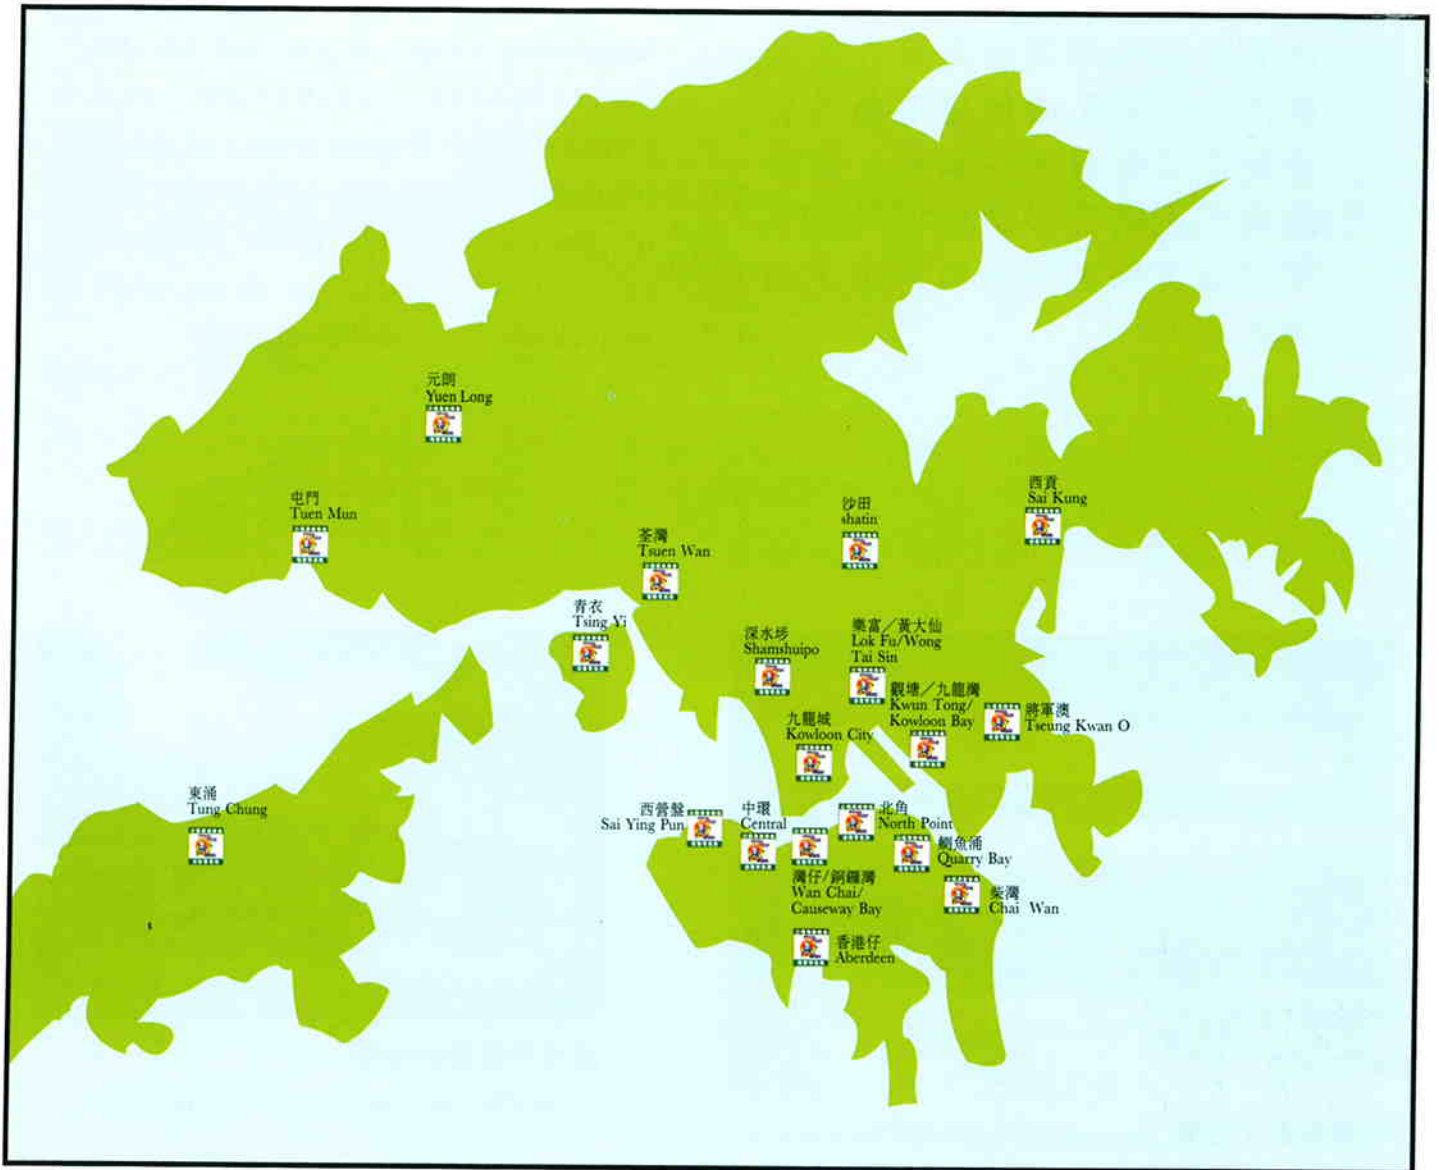 元朗
Yuen Long
屯門
Tuen Mun
西貢
Sai Kung
沙田
shatin
荃灣
Tsuen Wan
青衣
Tsing Yi
深水埗
Shamshuipo
樂富／黃大仙
Lok Fu/Wong
Tai Sin
觀塘／九龍灣
Kwun Tong/
Kowloon Bay
將軍澳
Tseung Kwan O
九龍城
Kowloon City
東涌
Tung Chung
西營盤
Sai Ying Pun
中環
Central
北角
North Point
鰂魚涌
Quarry Bay
灣仔/銅鑼灣
Wan Chai/
Causeway Bay
柴灣
Chai Wan
香港仔
Aberdeen